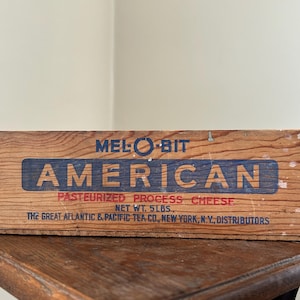 MEL-O-BIT
AMERICAN
PASTEURIZED PROCESS CHEESE
NET WT. 5 LBS.
THE GREAT ATLANTIC & PACIFIC TEA CO., NEW YORK, N.Y., DISTRIBUTORS